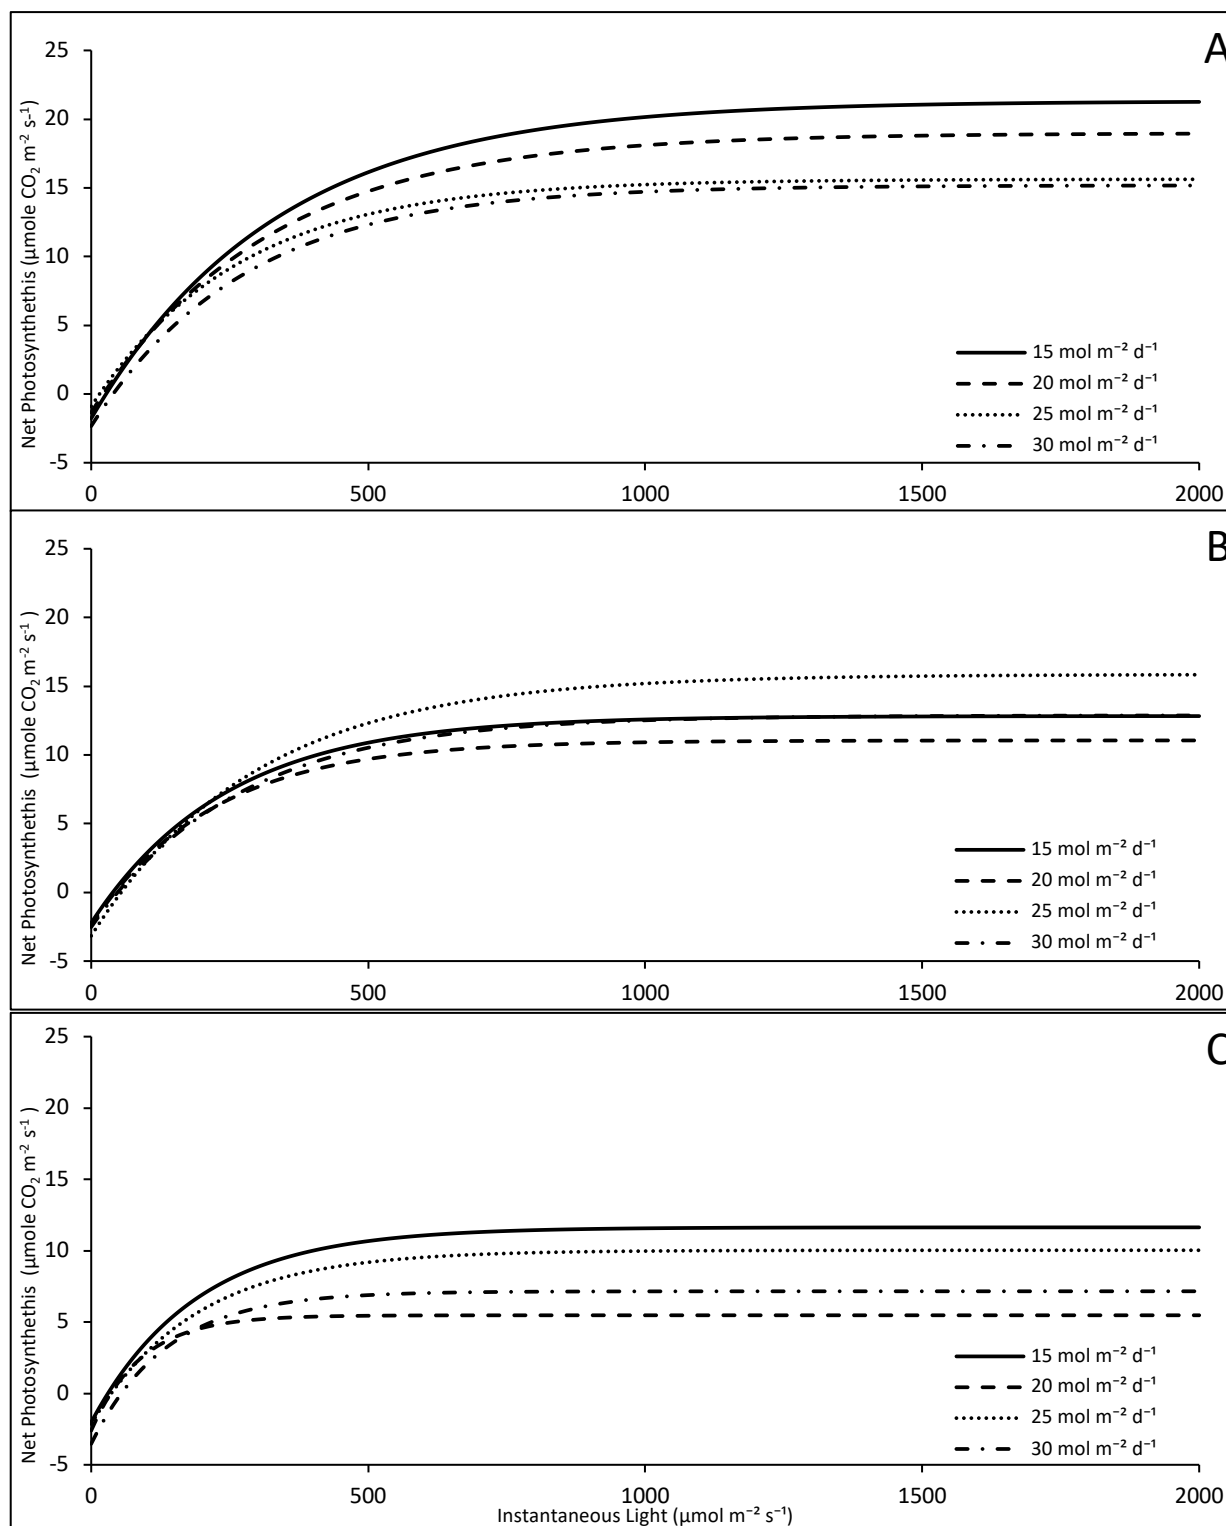 A
25
20
15
10
5
0
-5
Net Photosynthethis (µmole CO₂ m⁻² s⁻¹)
15 mol m⁻² d⁻¹
20 mol m⁻² d⁻¹
25 mol m⁻² d⁻¹
30 mol m⁻² d⁻¹
0 500 1000 1500 2000
B
25
20
15
10
5
0
-5
Net Photosynthethis (µmole CO₂ m⁻² s⁻¹ )
15 mol m⁻² d⁻¹
20 mol m⁻² d⁻¹
25 mol m⁻² d⁻¹
30 mol m⁻² d⁻¹
0 500 1000 1500 2000
C
25
20
15
10
5
0
-5
Net Photosynthethis (µmole CO₂ m⁻² s⁻¹ )
15 mol m⁻² d⁻¹
20 mol m⁻² d⁻¹
25 mol m⁻² d⁻¹
30 mol m⁻² d⁻¹
0 500 1000 1500 2000
Instantaneous Light (µmol m⁻² s⁻¹)